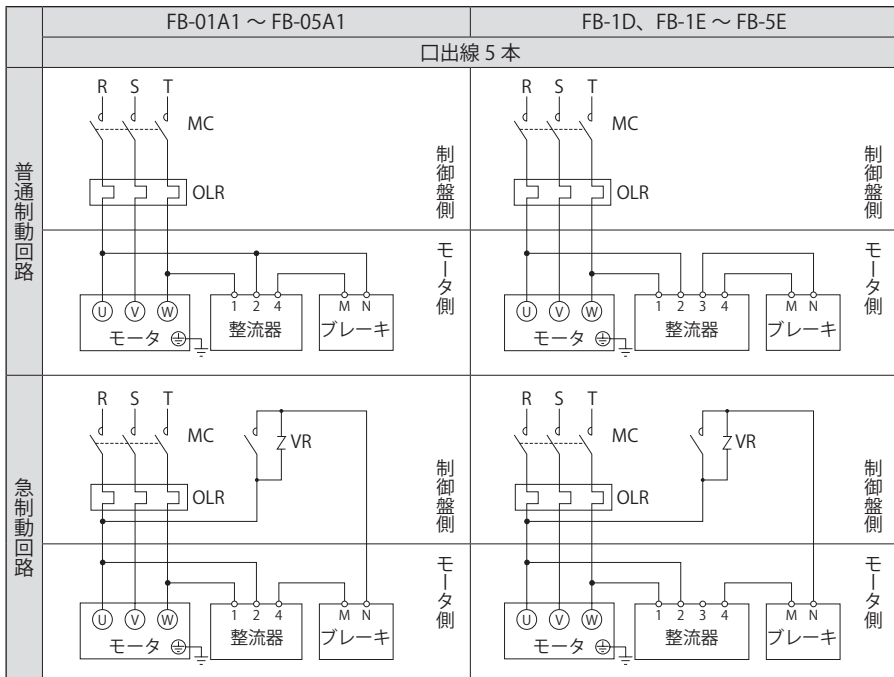 FB-01A1 ～ FB-05A1
FB-1D、FB-1E ～ FB-5E
口出線 5 本
普通制動回路
R S T
MC
OLR
制御盤側
モータ側
U V W
モータ
1 2 4
整流器
M N
ブレーキ
R S T
MC
OLR
制御盤側
モータ側
U V W
モータ
1 2 3 4
整流器
M N
ブレーキ
急制動回路
R S T
MC
VR
OLR
制御盤側
モータ側
U V W
モータ
1 2 4
整流器
M N
ブレーキ
R S T
MC
VR
OLR
制御盤側
モータ側
U V W
モータ
1 2 3 4
整流器
M N
ブレーキ